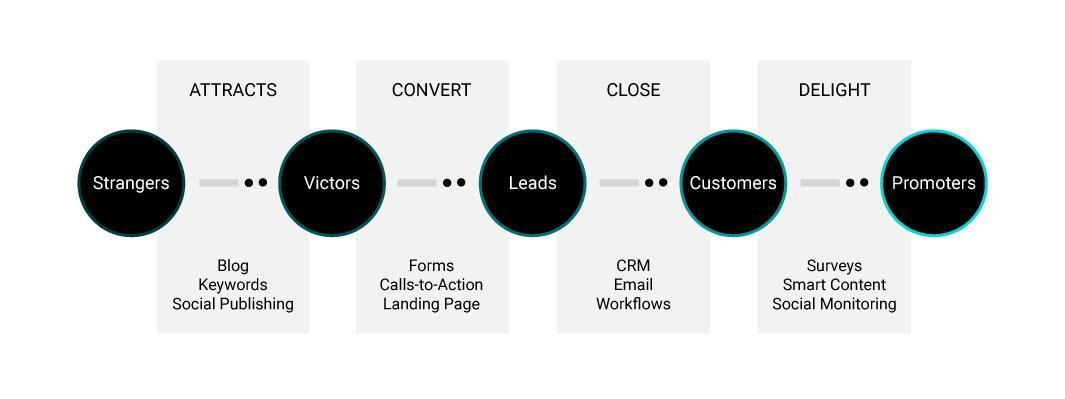 ATTRACTS
CONVERT
CLOSE
DELIGHT
Strangers
Victors
Leads
Customers
Promoters
Blog
Keywords
Social Publishing
Forms
Calls-to-Action
Landing Page
CRM
Email
Workflows
Surveys
Smart Content
Social Monitoring